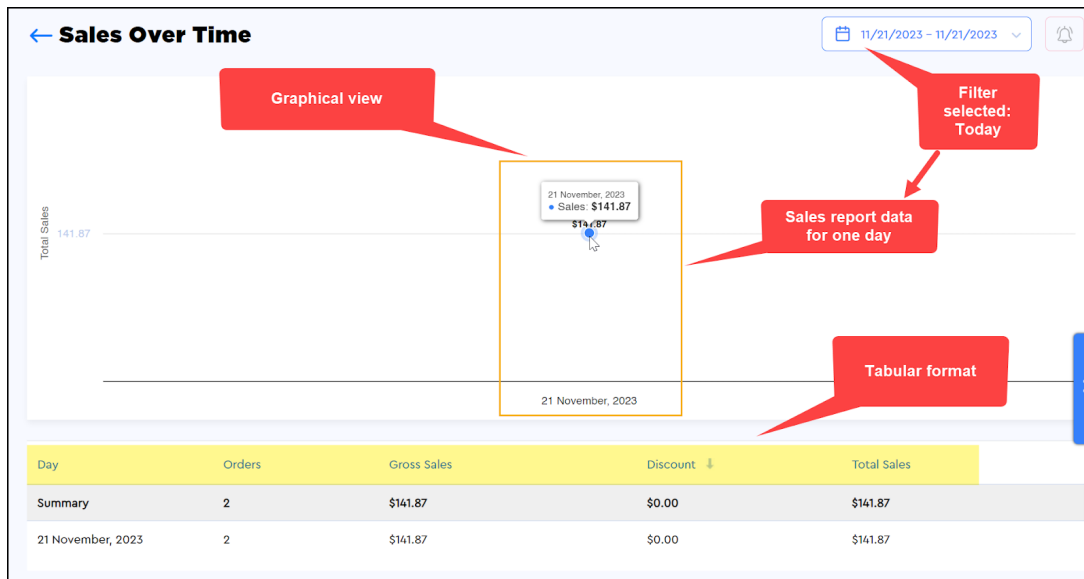 Sales Over Time
11/21/2023 – 11/21/2023
Graphical view
Filter
selected:
Today
21 November, 2023
Sales: $141.87
$141.87
Sales report data
for one day
Total Sales
141.87
Tabular format
21 November, 2023
Day Orders Gross Sales Discount Total Sales
Summary 2 $141.87 $0.00 $141.87
21 November, 2023 2 $141.87 $0.00 $141.87